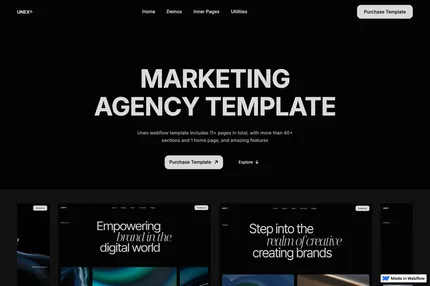 UNEX®
Home Demos Inner Pages Utilities
Purchase Template
MARKETING
AGENCY TEMPLATE
Unex webflow template includes 11+ pages in total, with more than 40+
sections and 1 home page, and amazing features
Purchase Template
Explore
Empowering
brand in the
digital world
Step into the
realm of creative
creating brands
Made in Webflow